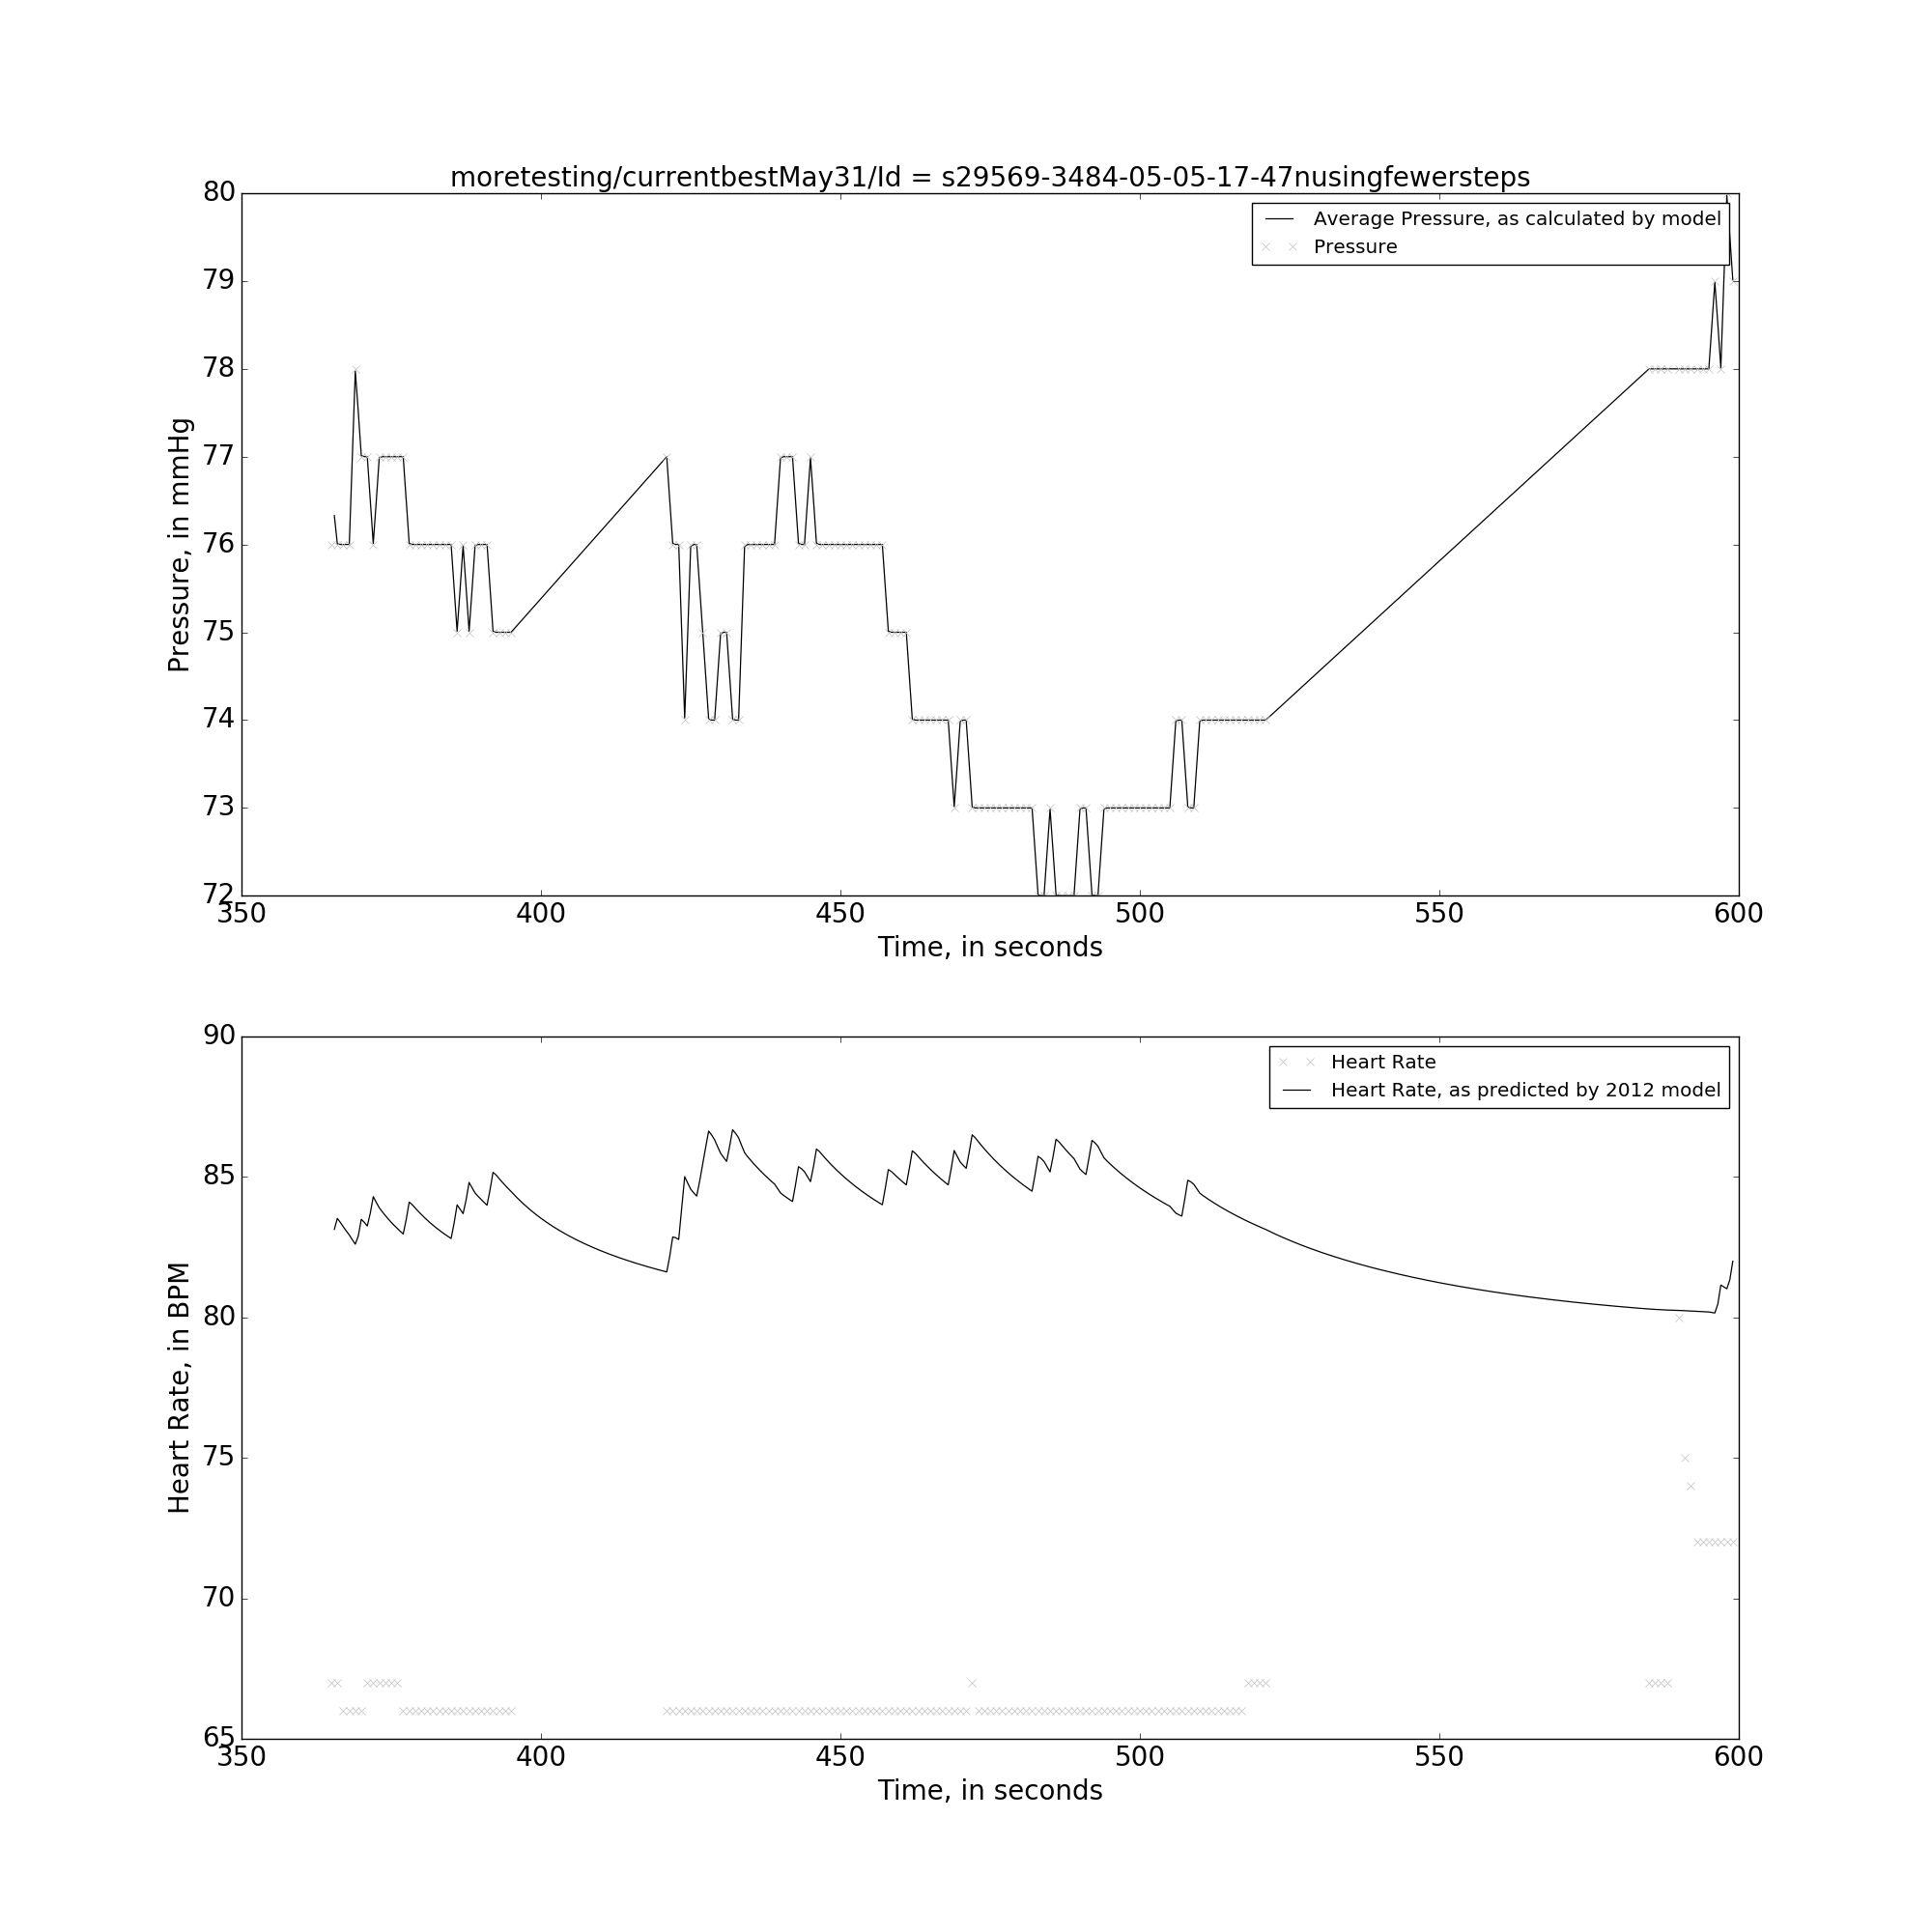 moretesting/currentbestMay31/Id = s29569-3484-05-05-17-47nusingfewersteps
80
79
78
77
76
75
74
73
72
Pressure, in mmHg
Average Pressure, as calculated by model
Pressure
350 400 450 500 550 600
Time, in seconds
90
85
80
75
70
65
Heart Rate, in BPM
Heart Rate
Heart Rate, as predicted by 2012 model
350 400 450 500 550 600
Time, in seconds